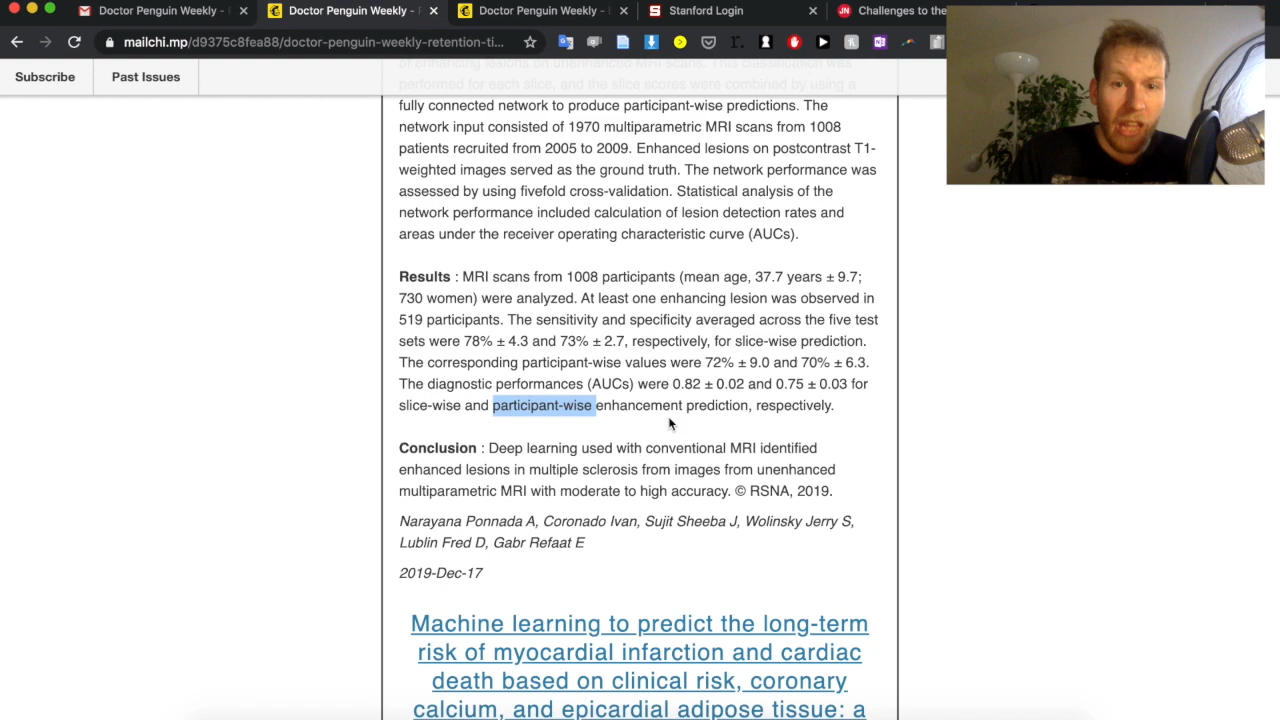 Doctor Penguin Weekly -
Doctor Penguin Weekly -
Doctor Penguin Weekly -
Stanford Login
Challenges to the
mailchi.mp/d9375c8fea88/doctor-penguin-weekly-retention-ti...
Subscribe
Past Issues
of enhancing lesions on unenhanced MRI scans. This classification was
performed for each slice, and the slice scores were combined by using a
fully connected network to produce participant-wise predictions. The
network input consisted of 1970 multiparametric MRI scans from 1008
patients recruited from 2005 to 2009. Enhanced lesions on postcontrast T1-
weighted images served as the ground truth. The network performance was
assessed by using fivefold cross-validation. Statistical analysis of the
network performance included calculation of lesion detection rates and
areas under the receiver operating characteristic curve (AUCs).
Results : MRI scans from 1008 participants (mean age, 37.7 years ± 9.7;
730 women) were analyzed. At least one enhancing lesion was observed in
519 participants. The sensitivity and specificity averaged across the five test
sets were 78% ± 4.3 and 73% ± 2.7, respectively, for slice-wise prediction.
The corresponding participant-wise values were 72% ± 9.0 and 70% ± 6.3.
The diagnostic performances (AUCs) were 0.82 ± 0.02 and 0.75 ± 0.03 for
slice-wise and participant-wise enhancement prediction, respectively.
Conclusion : Deep learning used with conventional MRI identified
enhanced lesions in multiple sclerosis from images from unenhanced
multiparametric MRI with moderate to high accuracy. © RSNA, 2019.
Narayana Ponnada A, Coronado Ivan, Sujit Sheeba J, Wolinsky Jerry S,
Lublin Fred D, Gabr Refaat E
2019-Dec-17
Machine learning to predict the long-term
risk of myocardial infarction and cardiac
death based on clinical risk, coronary
calcium, and epicardial adipose tissue: a